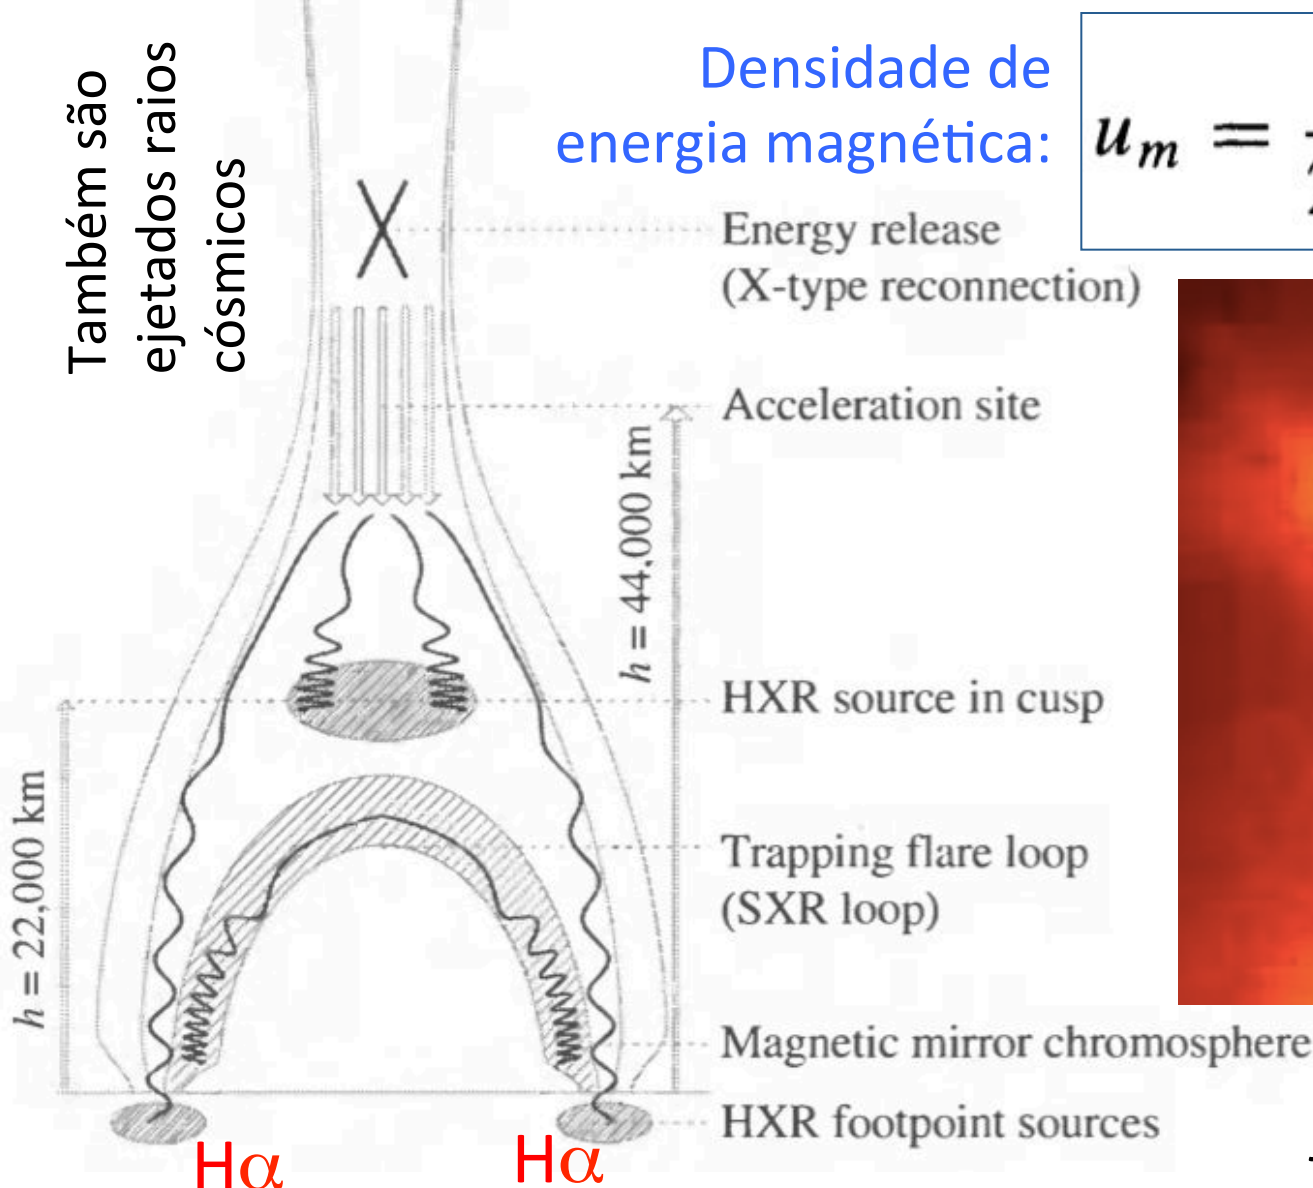 Também são
ejetados raios
cósmicos
Densidade de
energia magnética:
u_m =
Energy release
(X-type reconnection)
Acceleration site
h = 44,000 km
HXR source in cusp
h = 22,000 km
Trapping flare loop
(SXR loop)
Magnetic mirror chromosphere
HXR footpoint sources
Hα
Hα